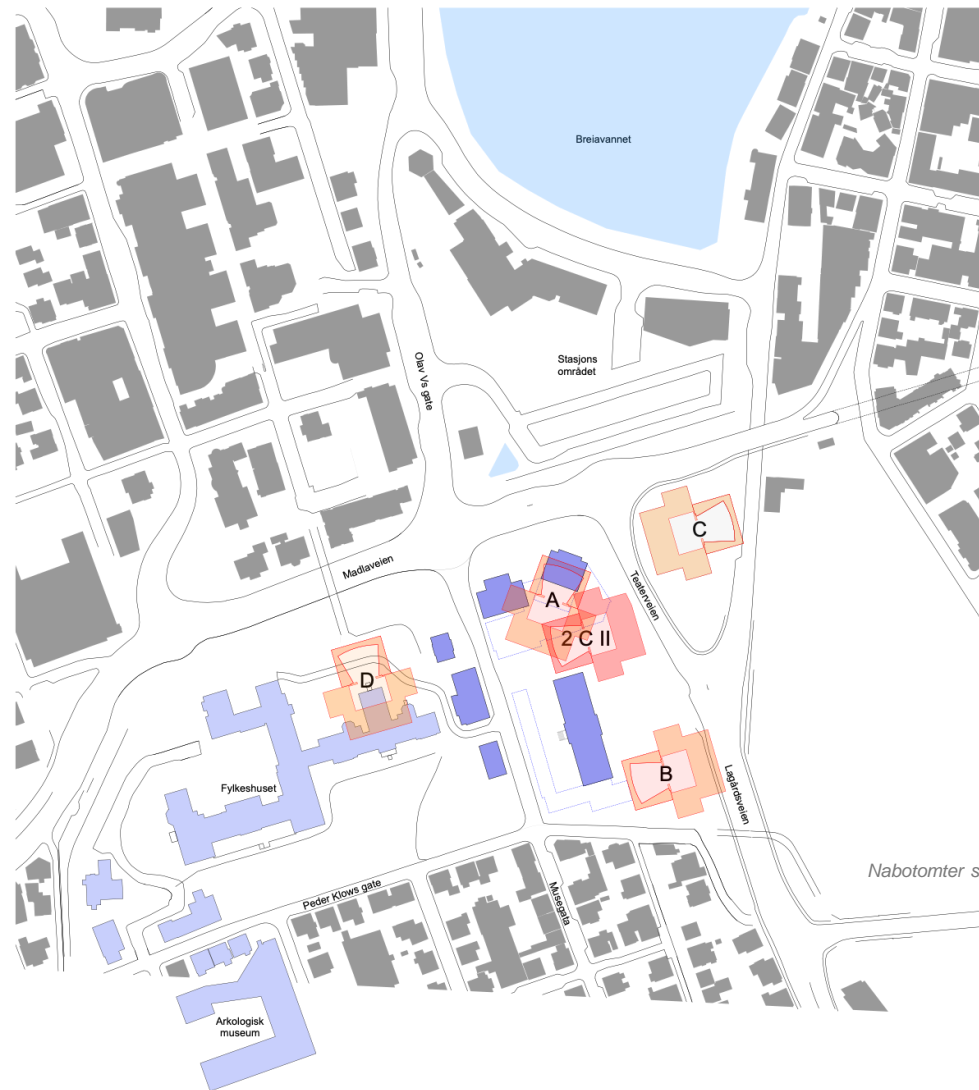 Breiavannet
Stasjons
området
Olav Vs gate
C
Madlaveien
Teaterveien
A
2 C II
D
B
Fylkeshuset
Lagårdsveien
Nabotomter s
Peder Klows gate
Musegata
Arkologisk
museum